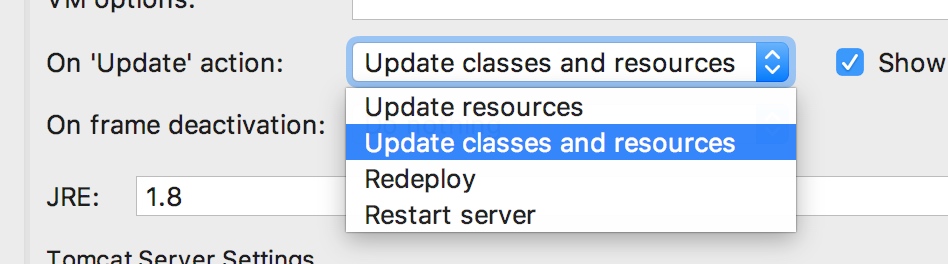 VM options:
On 'Update' action: Update classes and resources Show
Update resources
On frame deactivation:
Update classes and resources
Redeploy
JRE: 1.8
Restart server
Tomcat Server Settings